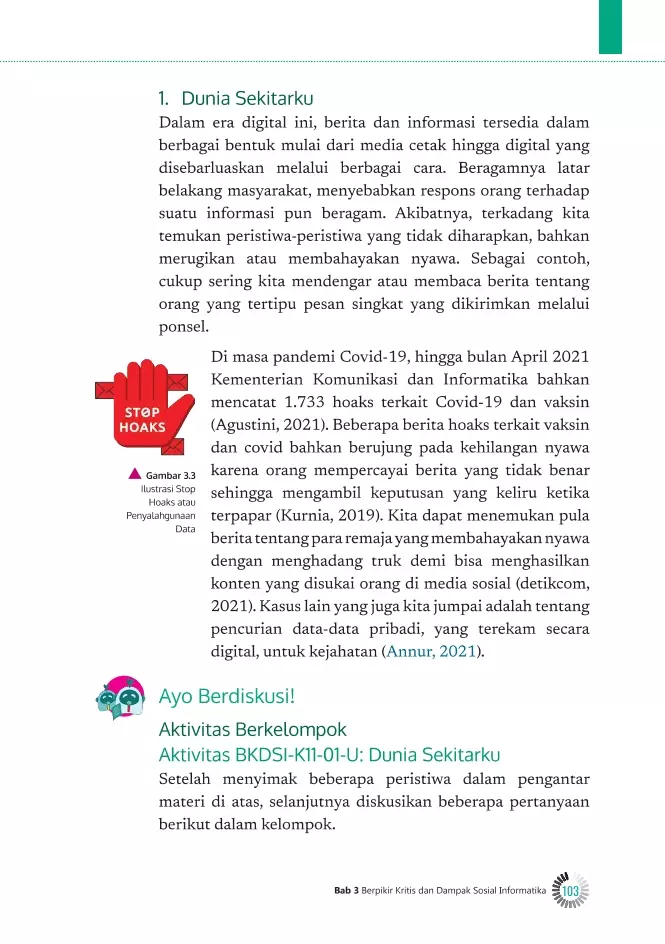 1. Dunia Sekitarku
Dalam era digital ini, berita dan informasi tersedia dalam
berbagai bentuk mulai dari media cetak hingga digital yang
disebarluaskan melalui berbagai cara. Beragamnya latar
belakang masyarakat, menyebabkan respons orang terhadap
suatu informasi pun beragam. Akibatnya, terkadang kita
temukan peristiwa-peristiwa yang tidak diharapkan, bahkan
merugikan atau membahayakan nyawa. Sebagai contoh,
cukup sering kita mendengar atau membaca berita tentang
orang yang tertipu pesan singkat yang dikirimkan melalui
ponsel.
STOP
HOAKS
Gambar 3.3
Ilustrasi Stop
Hoaks atau
Penyalahgunaan
Data
Di masa pandemi Covid-19, hingga bulan April 2021
Kementerian Komunikasi dan Informatika bahkan
mencatat 1.733 hoaks terkait Covid-19 dan vaksin
(Agustini, 2021). Beberapa berita hoaks terkait vaksin
dan covid bahkan berujung pada kehilangan nyawa
karena orang mempercayai berita yang tidak benar
sehingga mengambil keputusan yang keliru ketika
terpapar (Kurnia, 2019). Kita dapat menemukan pula
berita tentang para remaja yang membahayakan nyawa
dengan menghadang truk demi bisa menghasilkan
konten yang disukai orang di media sosial (detikcom,
2021). Kasus lain yang juga kita jumpai adalah tentang
pencurian data-data pribadi, yang terekam secara
digital, untuk kejahatan (Annur, 2021).
Ayo Berdiskusi!
Aktivitas Berkelompok
Aktivitas BKDSI-K11-01-U: Dunia Sekitarku
Setelah menyimak beberapa peristiwa dalam pengantar
materi di atas, selanjutnya diskusikan beberapa pertanyaan
berikut dalam kelompok.
Bab 3 Berpikir Kritis dan Dampak Sosial Informatika 103